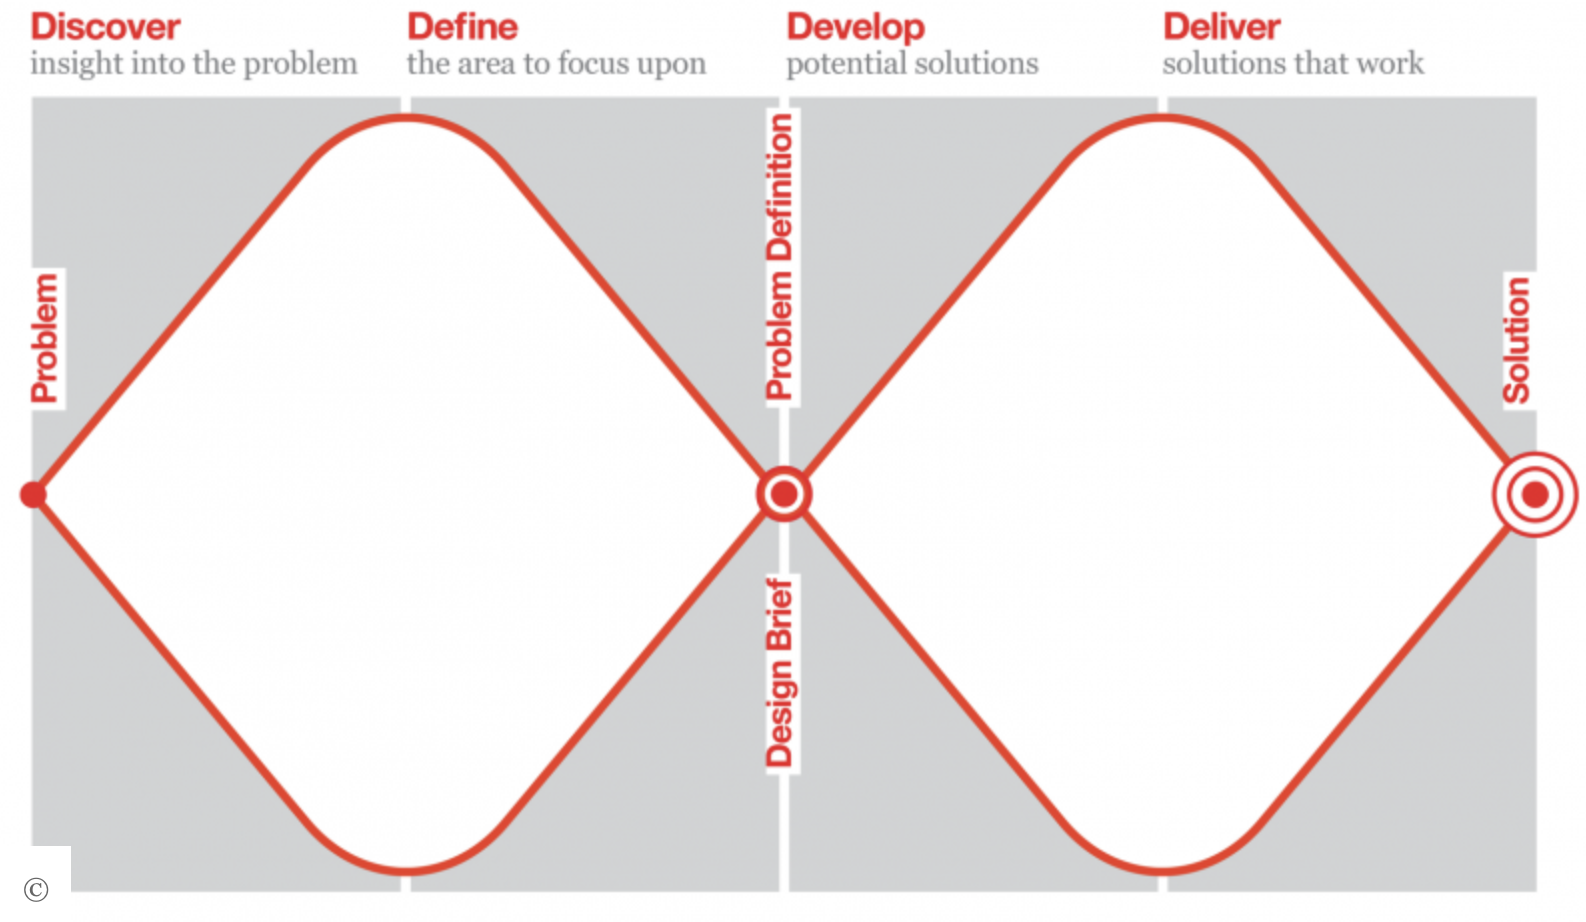 Discover
insight into the problem
Define
the area to focus upon
Develop
potential solutions
Deliver
solutions that work
Problem
Problem Definition
Design Brief
Solution
©